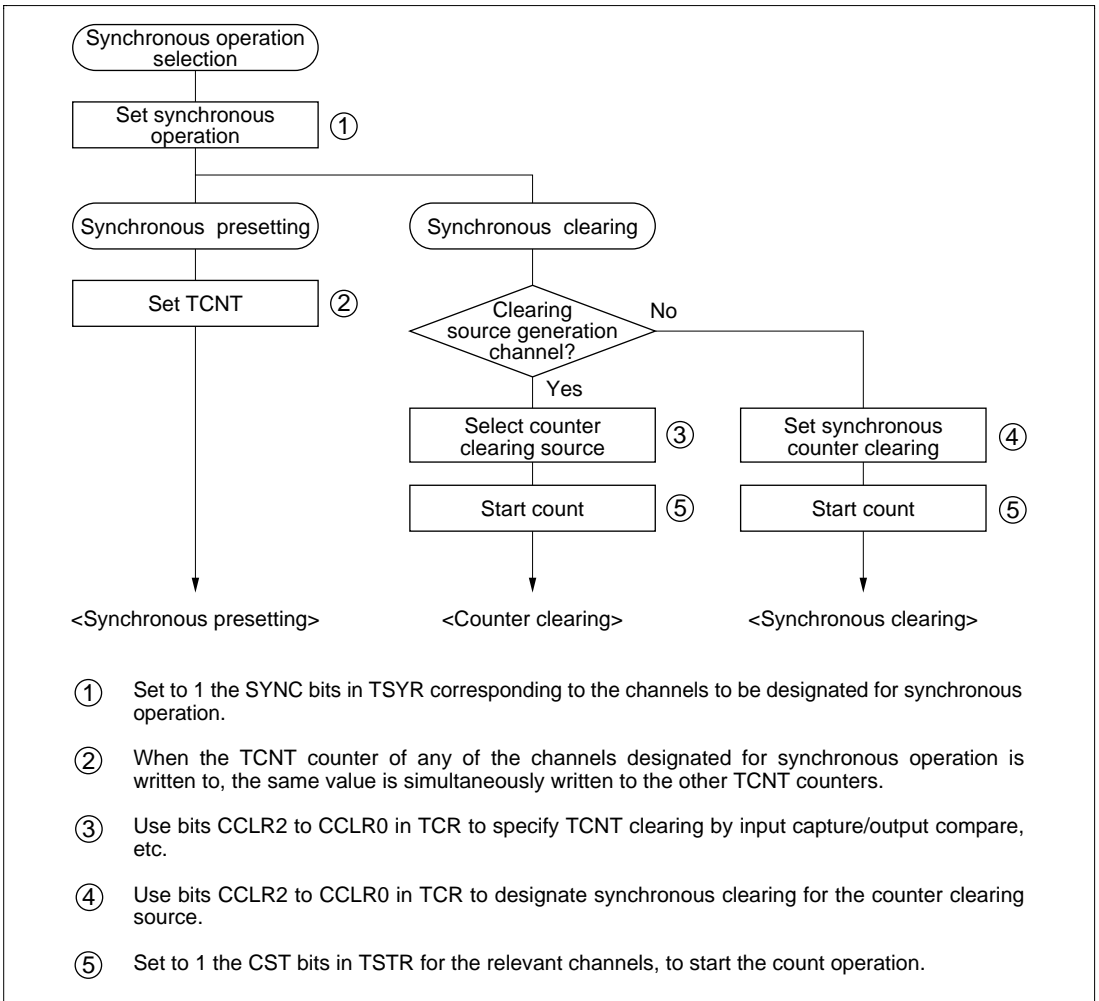 Synchronous operation
selection
Set synchronous
operation
1
Synchronous presetting
Synchronous clearing
Set TCNT
2
Clearing
source generation
channel?
No
Yes
Select counter
clearing source
3
Set synchronous
counter clearing
4
Start count
5
Start count
5
<Synchronous presetting>
<Counter clearing>
<Synchronous clearing>
1 Set to 1 the SYNC bits in TSYR corresponding to the channels to be designated for synchronous
operation.
2 When the TCNT counter of any of the channels designated for synchronous operation is
written to, the same value is simultaneously written to the other TCNT counters.
3 Use bits CCLR2 to CCLR0 in TCR to specify TCNT clearing by input capture/output compare,
etc.
4 Use bits CCLR2 to CCLR0 in TCR to designate synchronous clearing for the counter clearing
source.
5 Set to 1 the CST bits in TSTR for the relevant channels, to start the count operation.